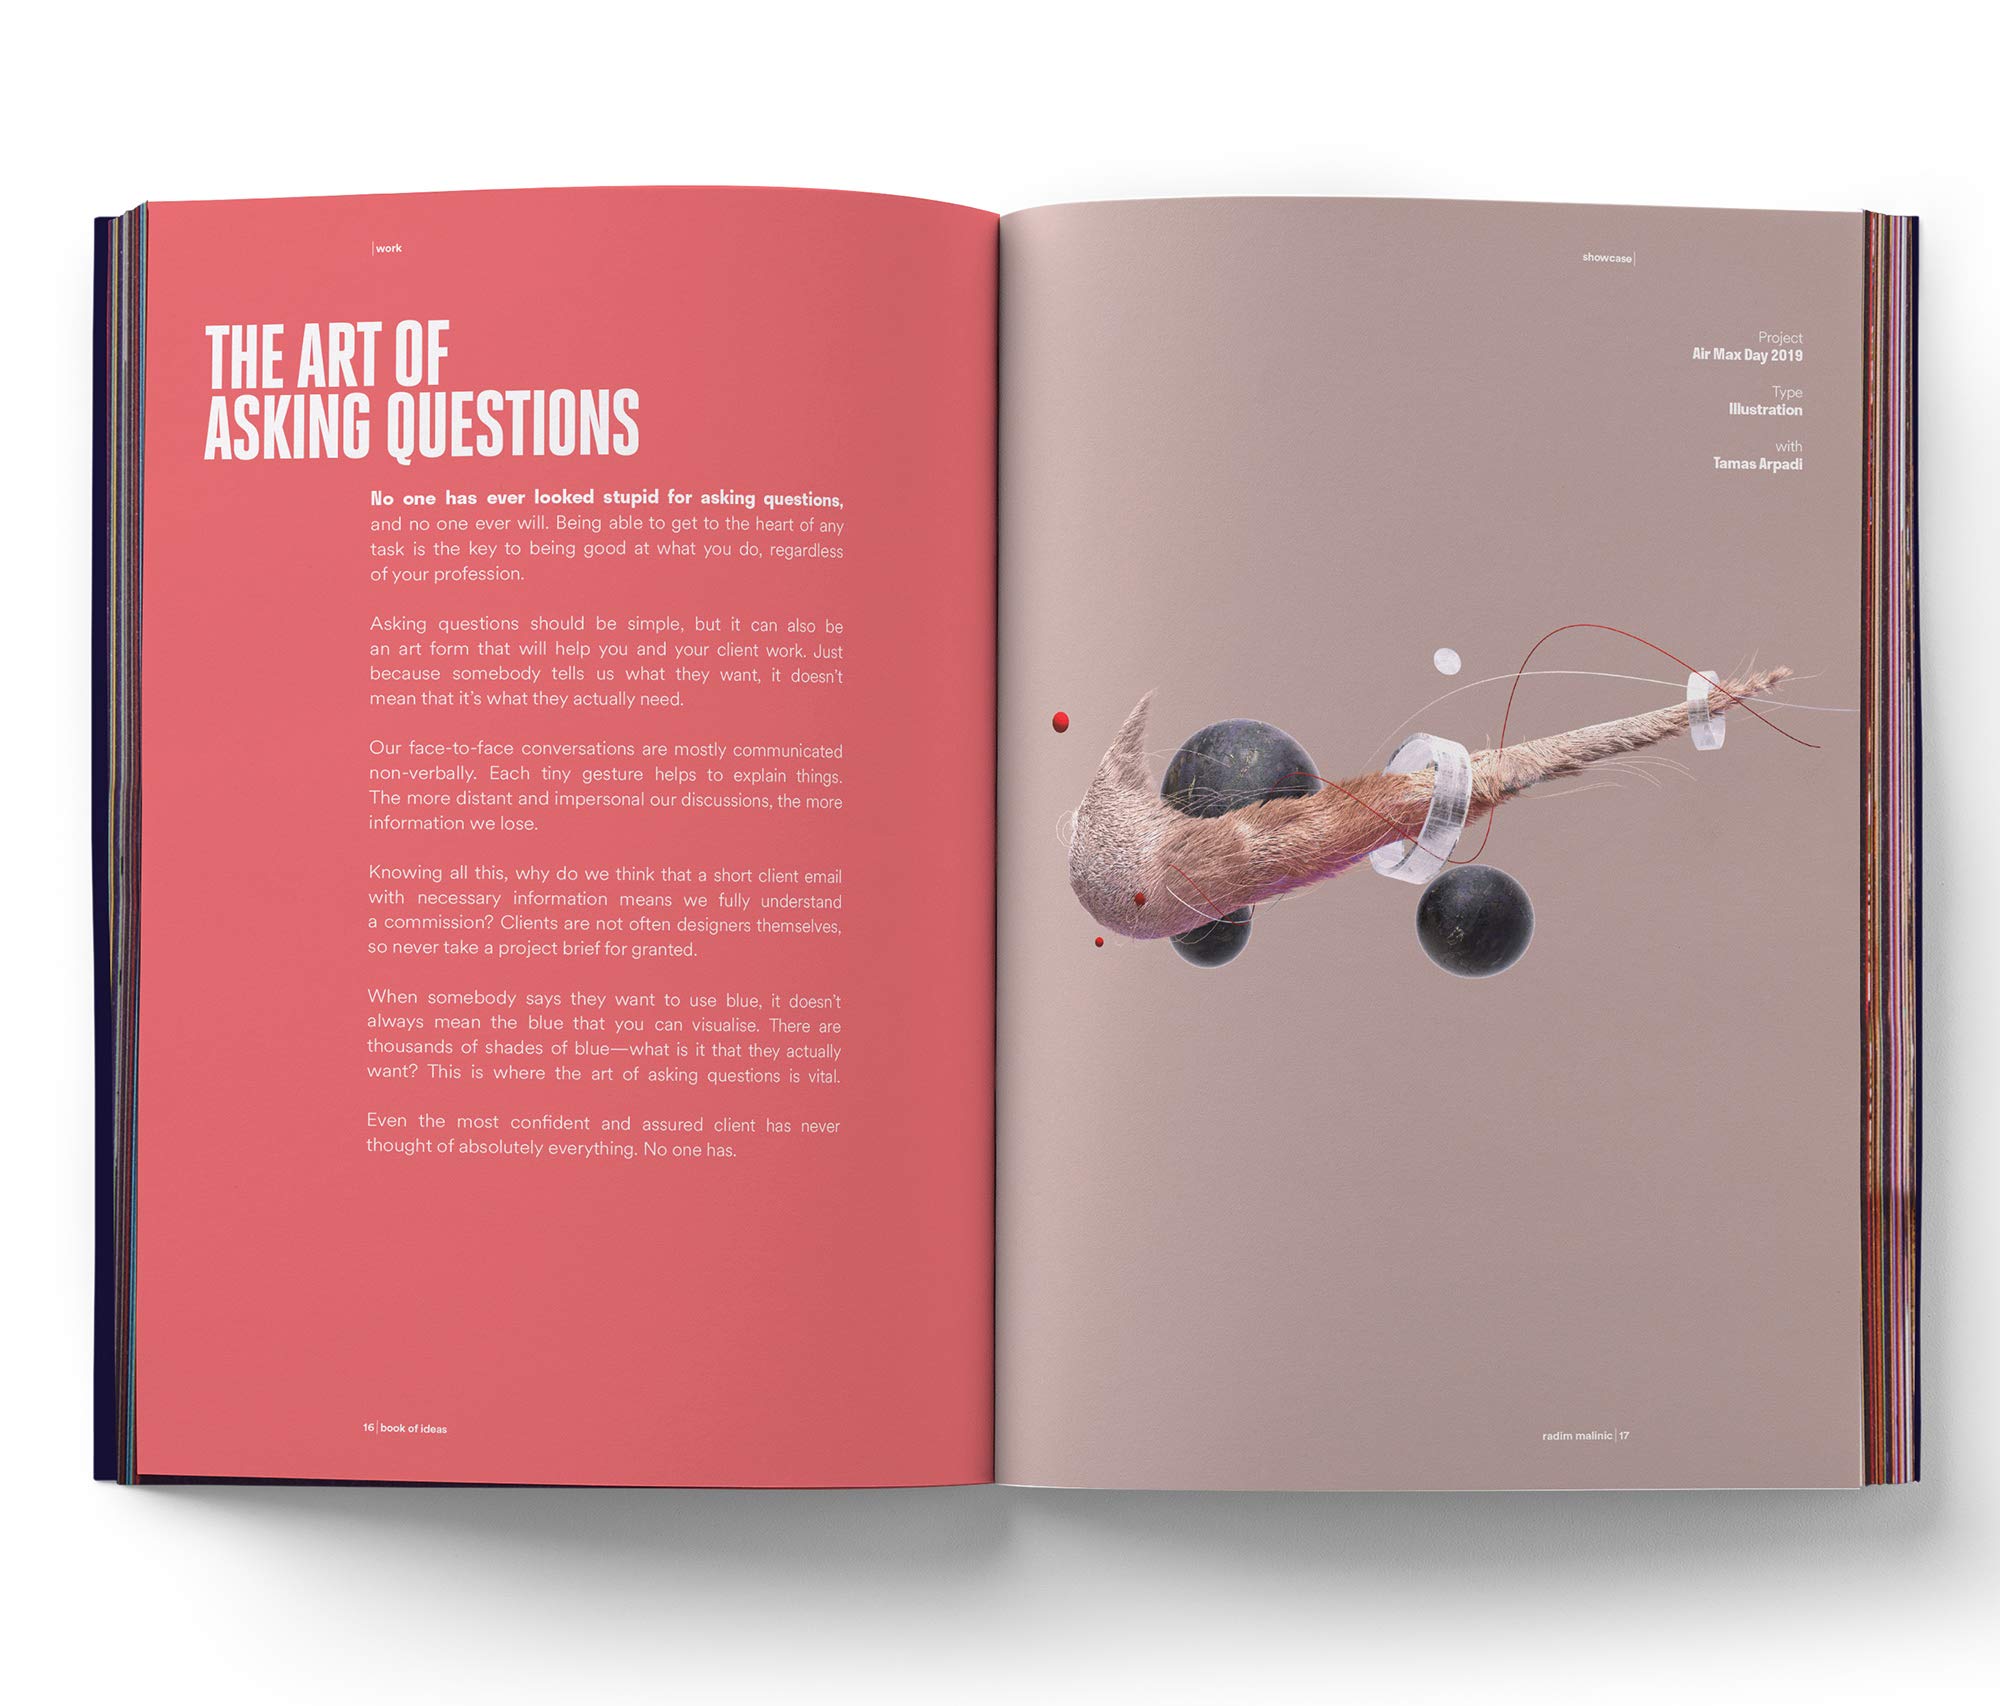 work
THE ART OF
ASKING QUESTIONS
No one has ever looked stupid for asking questions,
and no one ever will. Being able to get to the heart of any
task is the key to being good at what you do, regardless
of your profession.
Asking questions should be simple, but it can also be
an art form that will help you and your client work. Just
because somebody tells us what they want, it doesn't
mean that it's what they actually need.
Our face-to-face conversations are mostly communicated
non-verbally. Each tiny gesture helps to explain things.
The more distant and impersonal our discussions, the more
information we lose.
Knowing all this, why do we think that a short client email
with necessary information means we fully understand
a commission? Clients are not often designers themselves,
so never take a project brief for granted.
When somebody says they want to use blue, it doesn't
always mean the blue that you can visualise. There are
thousands of shades of blue—what is it that they actually
want? This is where the art of asking questions is vital.
Even the most confident and assured client has never
thought of absolutely everything. No one has.
16 | book of ideas
showcase
Project
Air Max Day 2019
Type
Illustration
with
Tamas Arpadi
radim malinic | 17